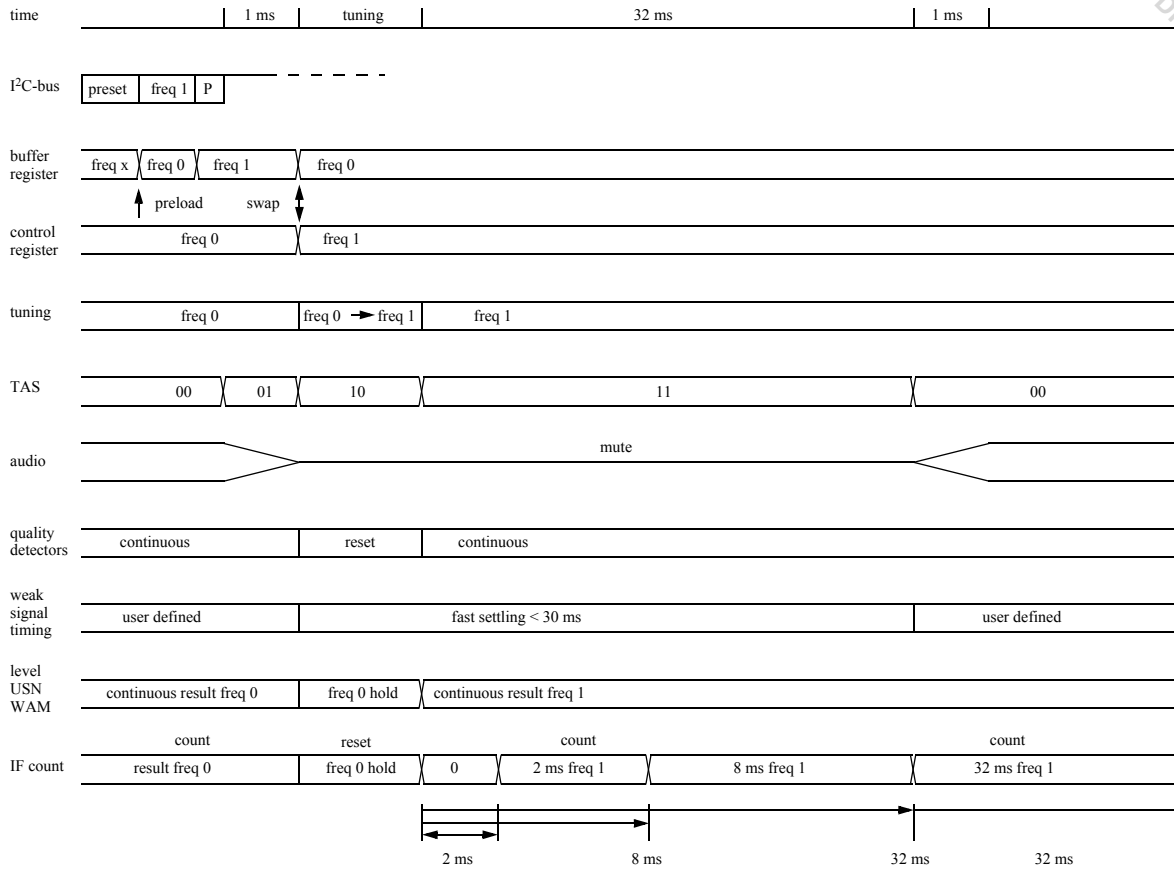 time 1 ms tuning 32 ms 1 ms
I²C-bus preset freq 1 P
buffer register freq x freq 0 freq 1 freq 0
preload swap
control register freq 0 freq 1
tuning freq 0 freq 0 freq 1 freq 1
TAS 00 01 10 11 00
audio mute
quality detectors continuous reset continuous
weak signal timing user defined fast settling < 30 ms user defined
level USN WAM continuous result freq 0 freq 0 hold continuous result freq 1
count reset count count
IF count result freq 0 freq 0 hold 0 2 ms freq 1 8 ms freq 1 32 ms freq 1
2 ms 8 ms 32 ms 32 ms